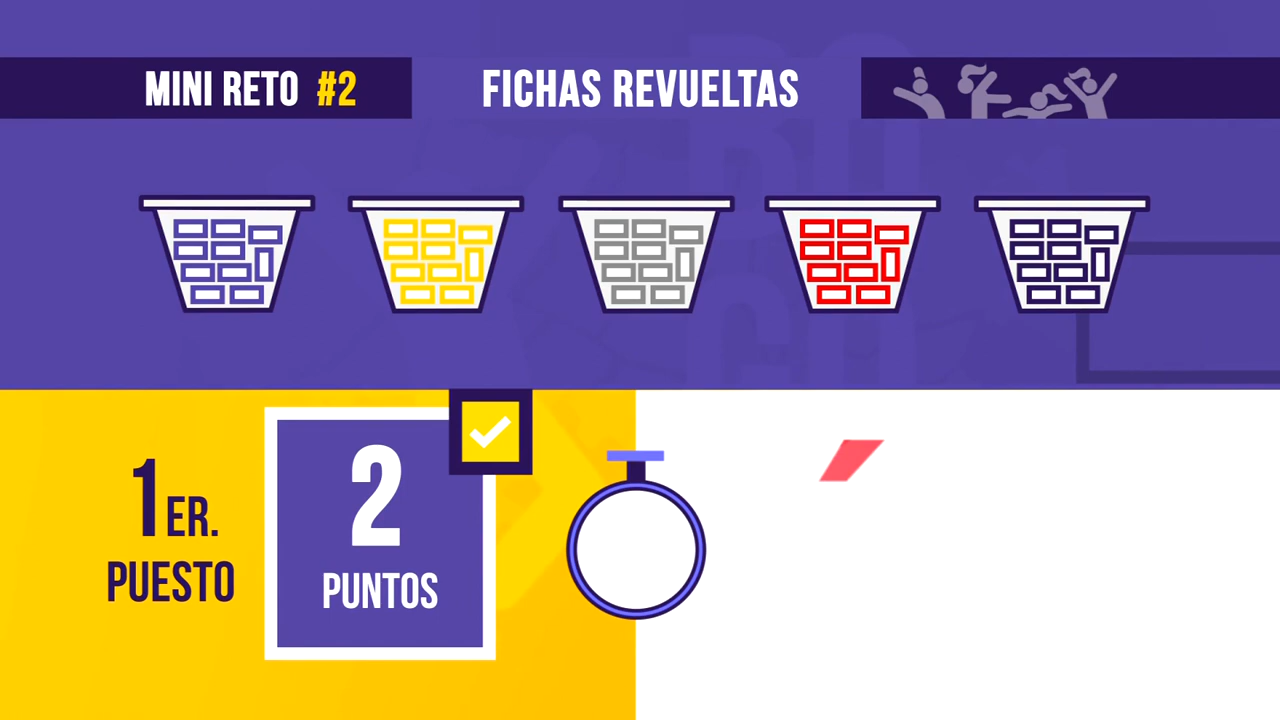 MINI RETO #2
FICHAS REVUELTAS
1ER.
PUESTO
2
PUNTOS